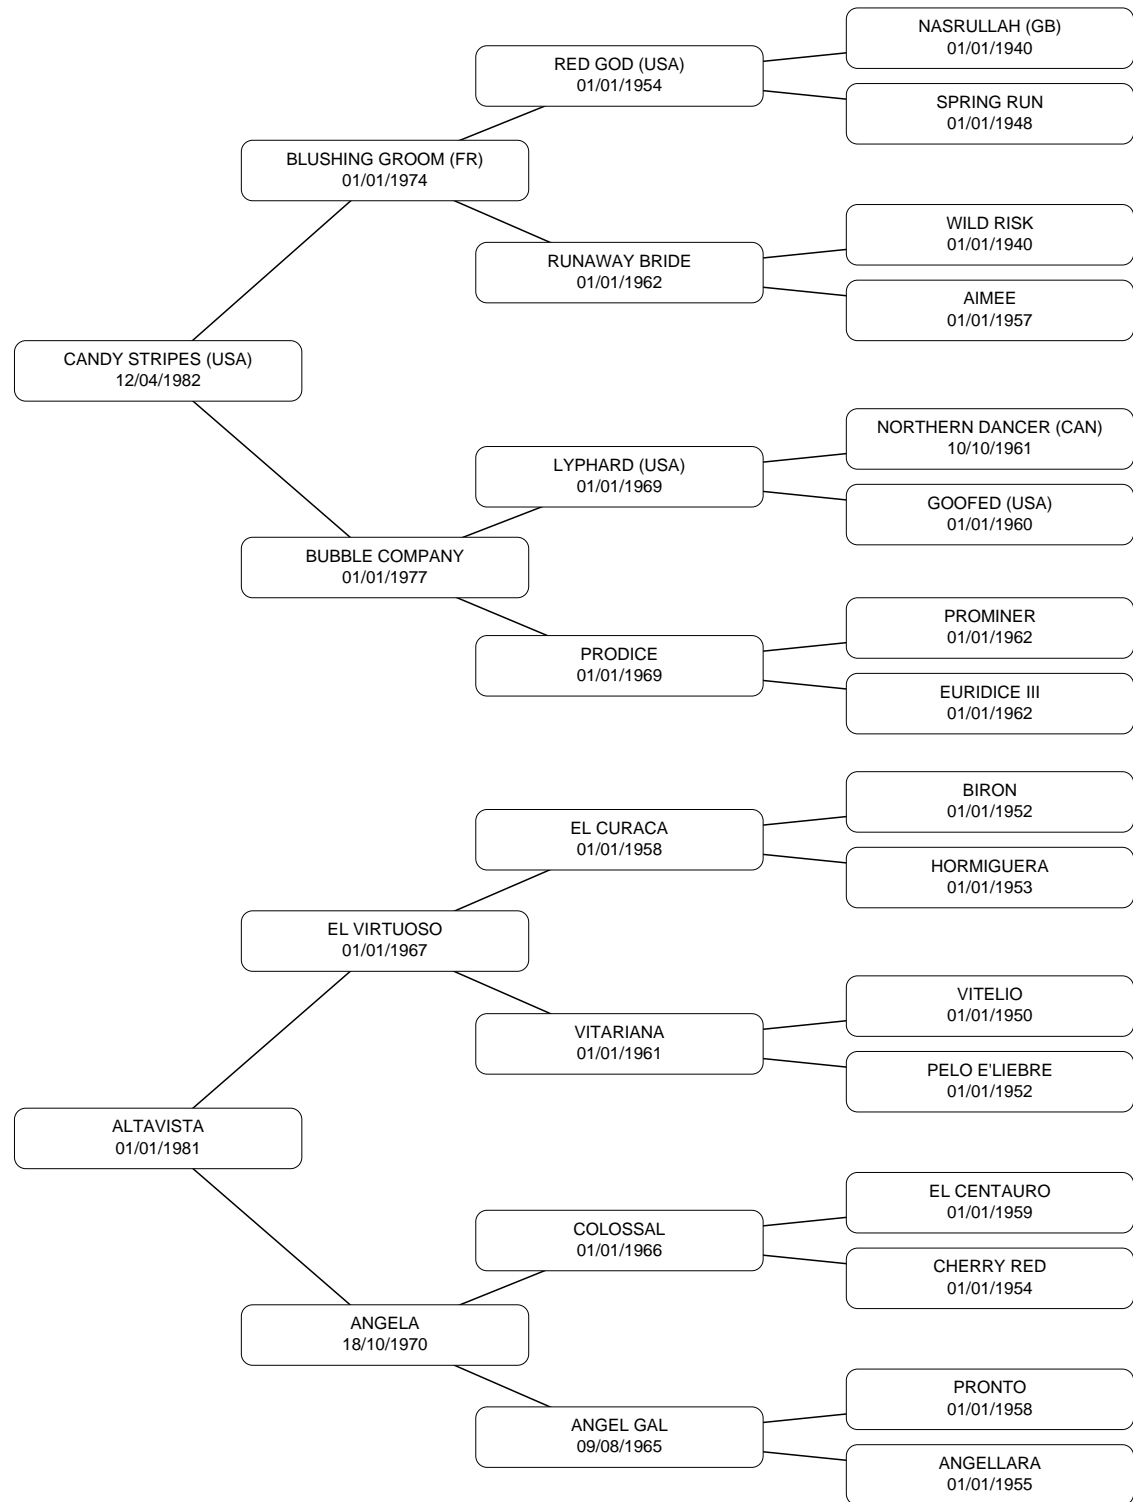 NASRULLAH (GB)
01/01/1940
RED GOD (USA)
01/01/1954
SPRING RUN
01/01/1948
BLUSHING GROOM (FR)
01/01/1974
WILD RISK
01/01/1940
RUNAWAY BRIDE
01/01/1962
AIMEE
01/01/1957
CANDY STRIPES (USA)
12/04/1982
NORTHERN DANCER (CAN)
10/10/1961
LYPHARD (USA)
01/01/1969
GOOFED (USA)
01/01/1960
BUBBLE COMPANY
01/01/1977
PROMINER
01/01/1962
PRODICE
01/01/1969
EURIDICE III
01/01/1962
BIRON
01/01/1952
EL CURACA
01/01/1958
HORMIGUERA
01/01/1953
EL VIRTUOSO
01/01/1967
VITELIO
01/01/1950
VITARIANA
01/01/1961
PELO E'LIEBRE
01/01/1952
ALTAVISTA
01/01/1981
EL CENTAURO
01/01/1959
COLOSSAL
01/01/1966
CHERRY RED
01/01/1954
ANGELA
18/10/1970
PRONTO
01/01/1958
ANGEL GAL
09/08/1965
ANGELLARA
01/01/1955